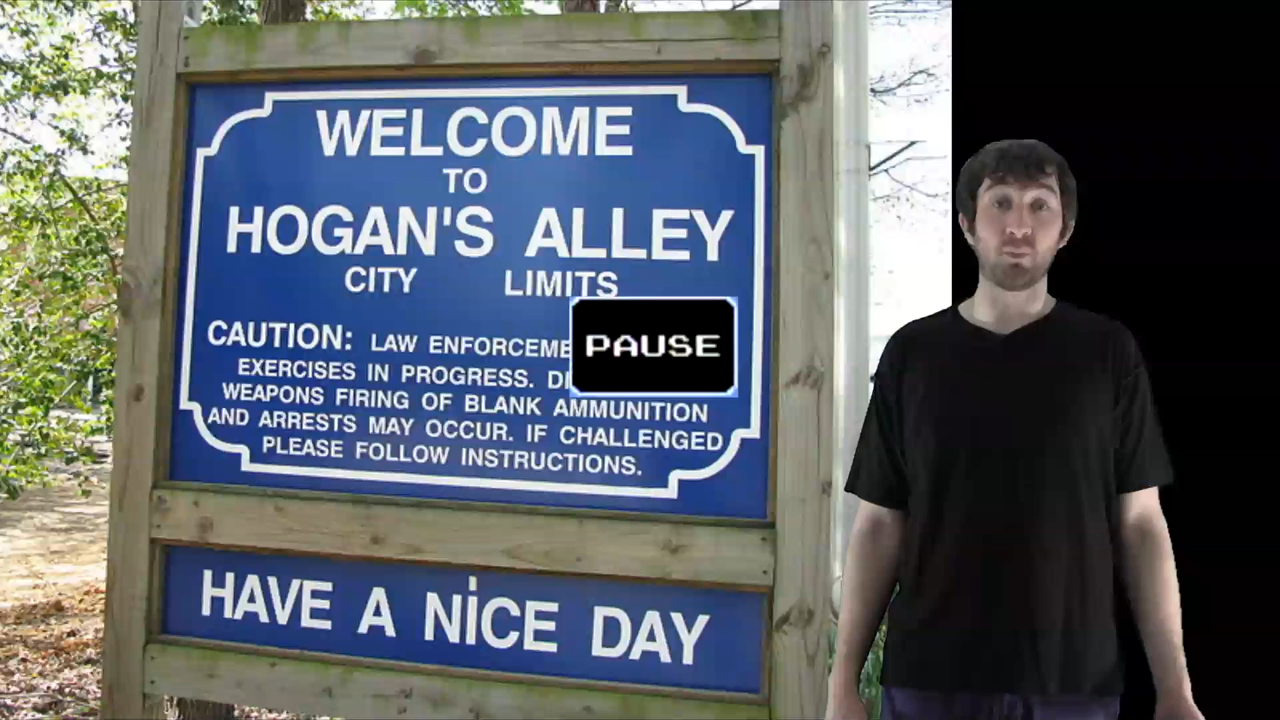 WELCOME
TO
HOGAN'S ALLEY
CITY LIMITS
CAUTION: LAW ENFORCEME
EXERCISES IN PROGRESS. DI
PAUSE
WEAPONS FIRING OF BLANK AMMUNITION
AND ARRESTS MAY OCCUR. IF CHALLENGED
PLEASE FOLLOW INSTRUCTIONS.
HAVE A NiCE DAY